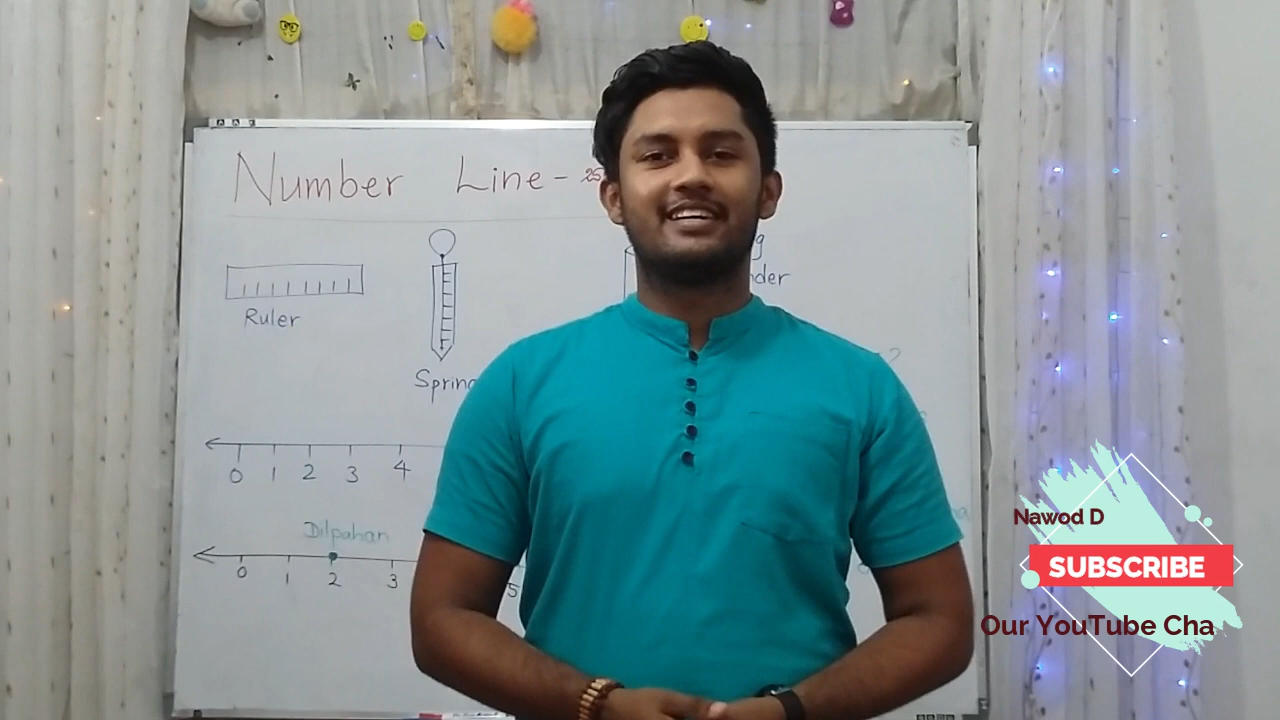 Number Line -
Ruler
Spring
0 1 2 3 4
Dilpahan
0 1 2 3 5
Nawod D
SUBSCRIBE
Our YouTube Cha